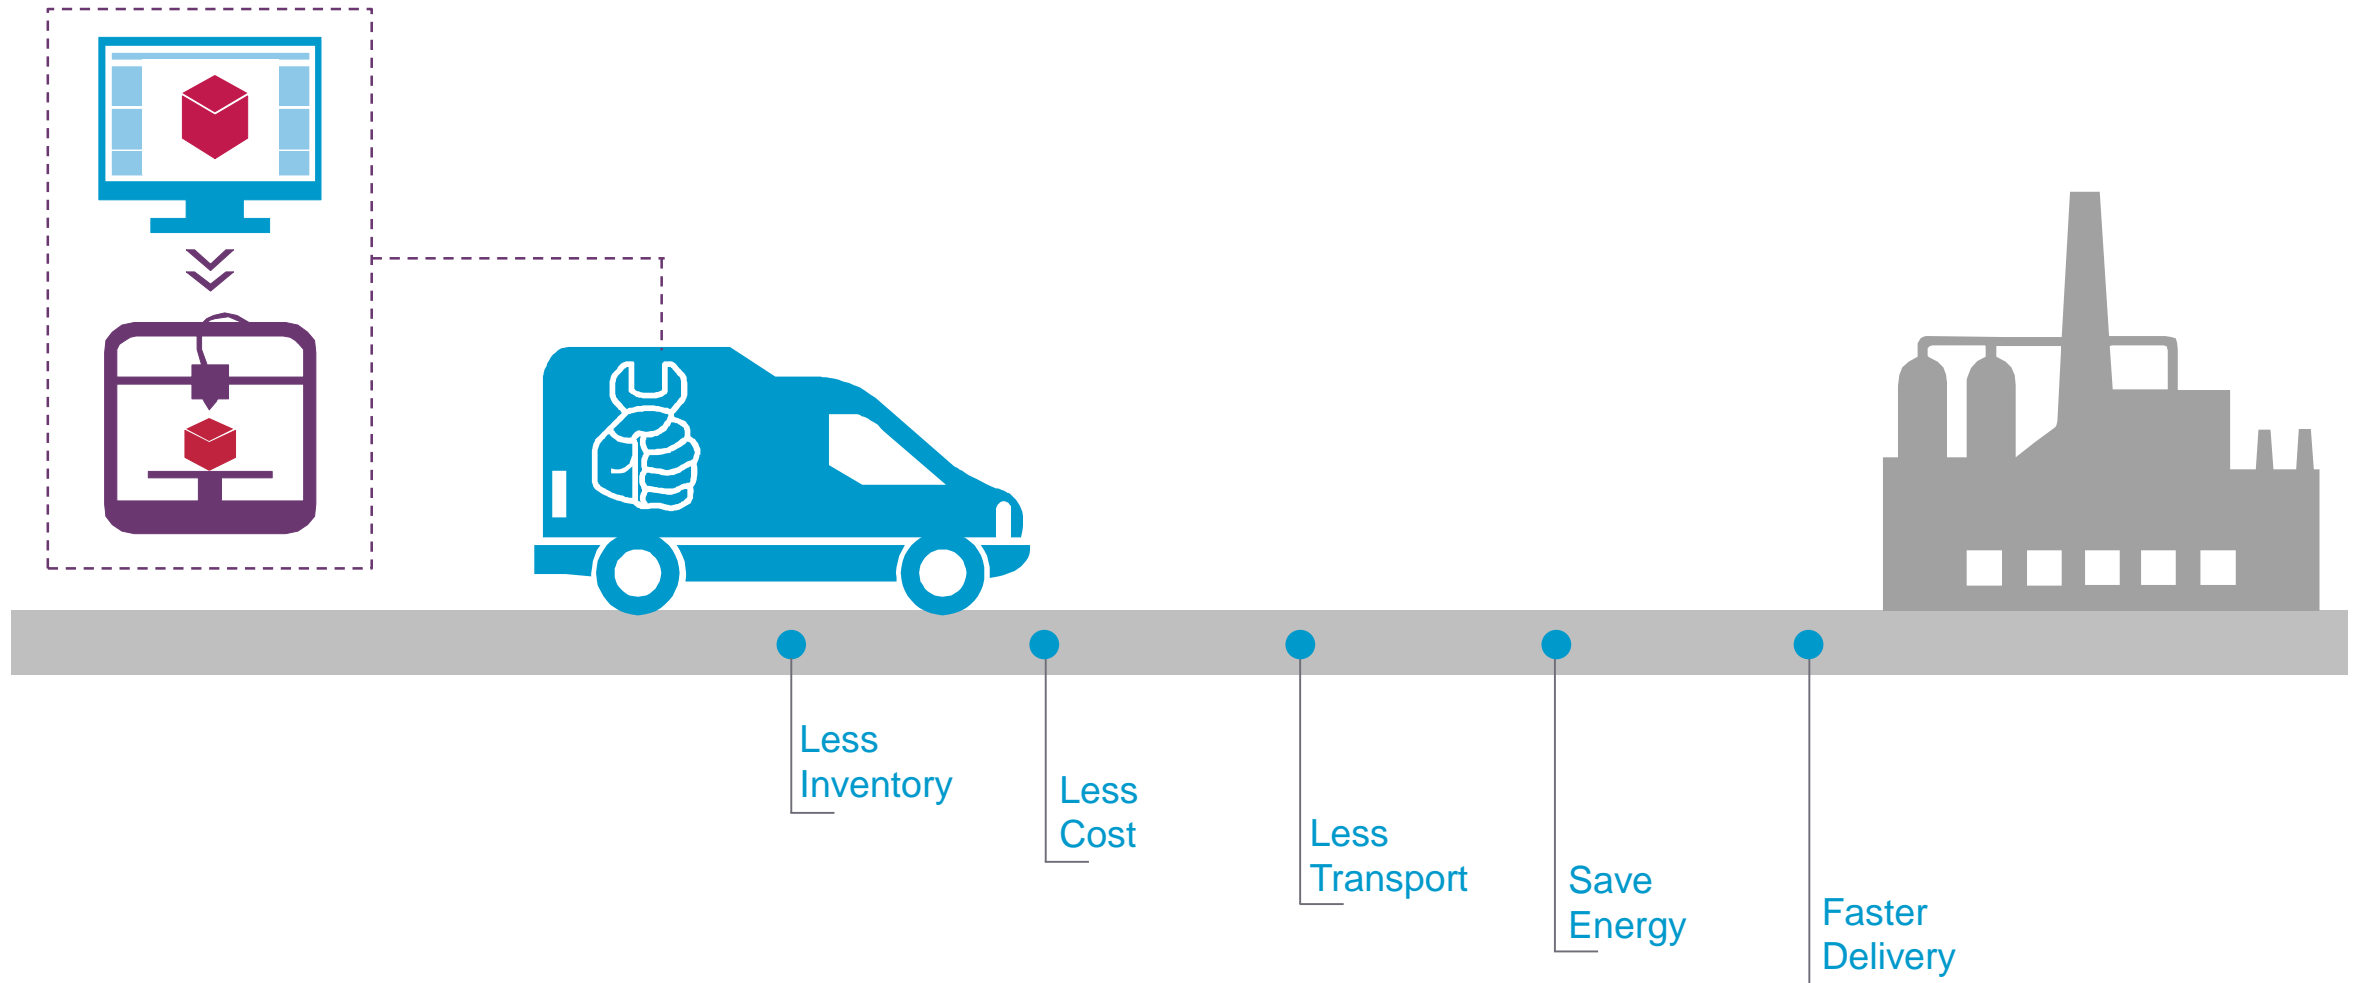 Less
Inventory
Less
Cost
Less
Transport
Save
Energy
Faster
Delivery